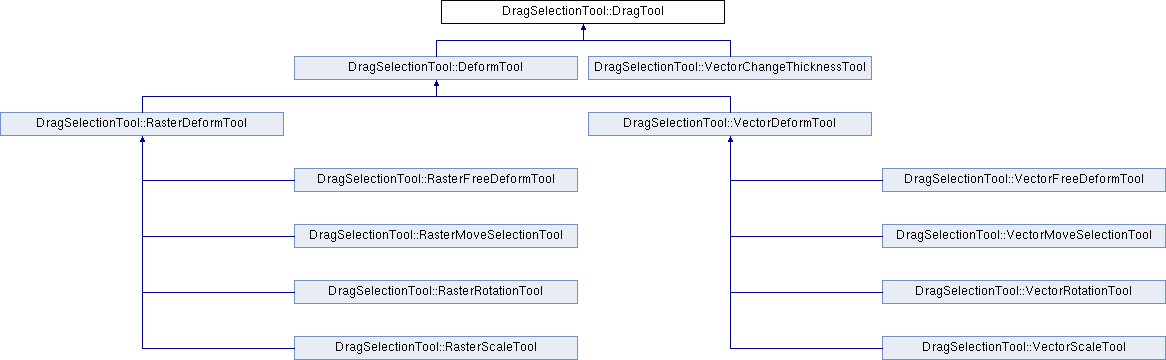 DragSelectionTool::DragTool
DragSelectionTool::DeformTool
DragSelectionTool::VectorChangeThicknessTool
DragSelectionTool::RasterDeformTool
DragSelectionTool::VectorDeformTool
DragSelectionTool::RasterFreeDeformTool
DragSelectionTool::VectorFreeDeformTool
DragSelectionTool::RasterMoveSelectionTool
DragSelectionTool::VectorMoveSelectionTool
DragSelectionTool::RasterRotationTool
DragSelectionTool::VectorRotationTool
DragSelectionTool::RasterScaleTool
DragSelectionTool::VectorScaleTool